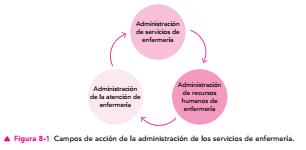 Administración
de servicios de
enfermería
Administración
de la atención de
enfermería
Administración
de recursos
humanos de
enfermería
▲ Figura 8-1 Campos de acción de la administración de los servicios de enfermería.